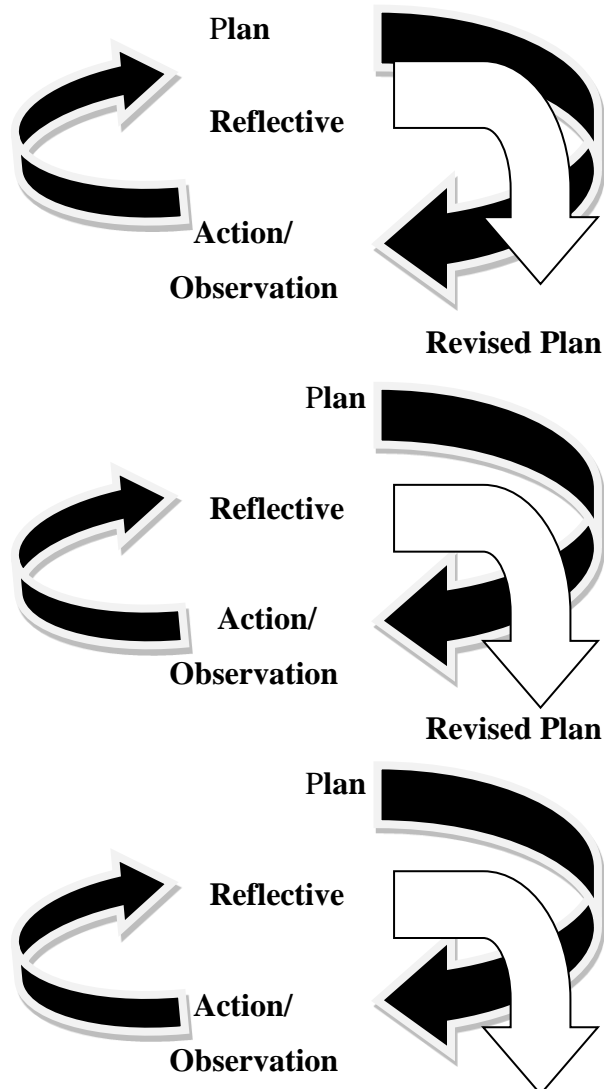 Plan
Reflective
Action/
Observation
Revised Plan
Plan
Reflective
Action/
Observation
Revised Plan
Plan
Reflective
Action/
Observation